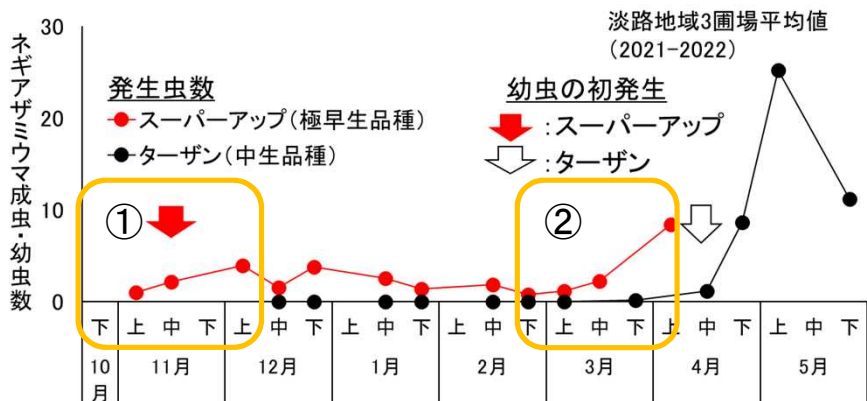 ネギアザミウマ成虫・幼虫数
30
20
10
0
淡路地域3圃場平均値
(2021-2022)
発生虫数
スーパーアップ(極早生品種)
ターザン(中生品種)
幼虫の初発生
:スーパーアップ
:ターザン
①
②
下 上 中 下 上 中 下 上 中 下 上 中 下 上 中 下 上 中 下 上 中 下
10月 11月 12月 1月 2月 3月 4月 5月